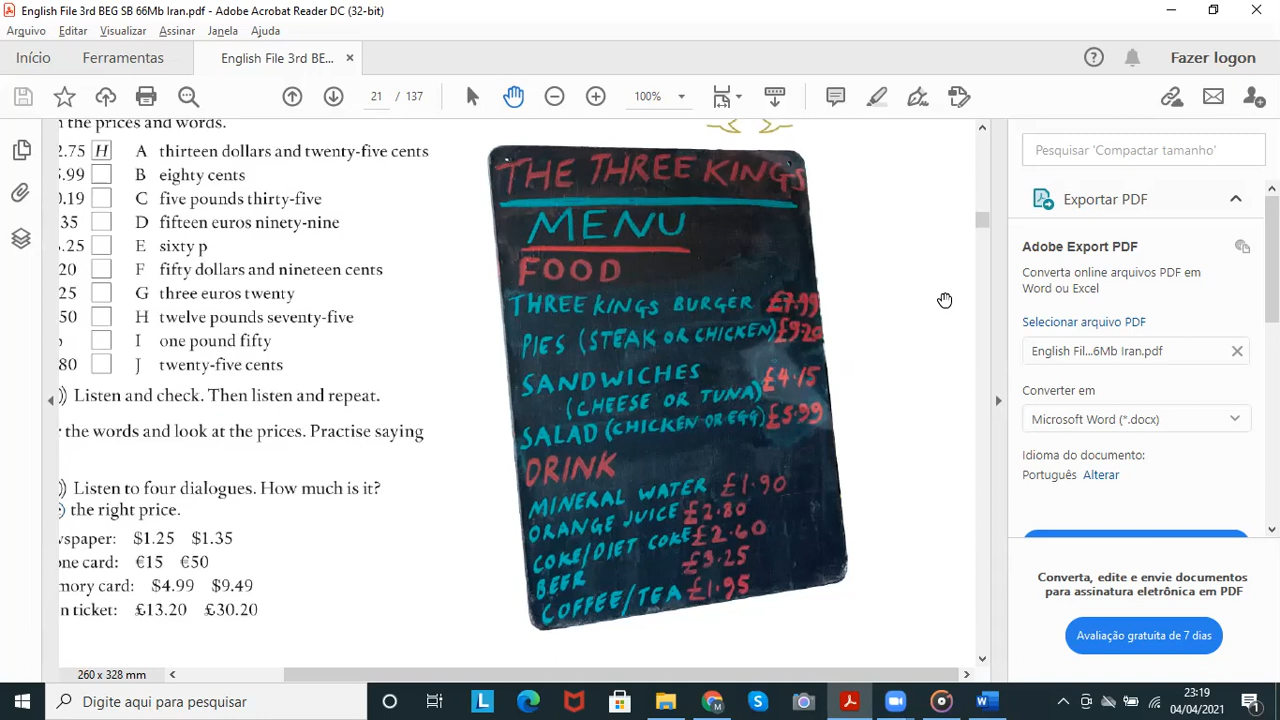 English File 3rd BEG SB 66Mb Iran.pdf - Adobe Acrobat Reader DC (32-bit)
Arquivo Editar Visualizar Assinar Janela Ajuda
Início Ferramentas English File 3rd BE... × Fazer logon
21 / 137 100%
the prices and words.
2.75 H A thirteen dollars and twenty-five cents
.99 B eighty cents
0.19 C five pounds thirty-five
.35 D fifteen euros ninety-nine
.25 E sixty p
20 F fifty dollars and nineteen cents
25 G three euros twenty
50 H twelve pounds seventy-five
I one pound fifty
80 J twenty-five cents
Listen and check. Then listen and repeat.
the words and look at the prices. Practise saying
Listen to four dialogues. How much is it?
the right price.
wspaper: $1.25 $1.35
one card: €15 €50
mory card: $4.99 $9.49
n ticket: £13.20 £30.20
THE THREE KINGS
MENU
FOOD
THREE KINGS BURGER £7.99
PIES (STEAK OR CHICKEN) £9.20
SANDWICHES
(CHEESE OR TUNA) £4.15
SALAD (CHICKEN OR EGG) £5.99
DRINK
MINERAL WATER £1.90
ORANGE JUICE £2.80
COKE/DIET COKE £2.60
BEER £3.25
COFFEE/TEA £1.95
260 x 328 mm
Pesquisar 'Compactar tamanho'
Exportar PDF
Adobe Export PDF
Converta online arquivos PDF em
Word ou Excel
Selecionar arquivo PDF
English Fil...6Mb Iran.pdf
Converter em
Microsoft Word (*.docx)
Idioma do documento:
Português Alterar
Converta, edite e envie documentos
para assinatura eletrônica em PDF
Avaliação gratuita de 7 dias
Digite aqui para pesquisar
23:19
04/04/2021